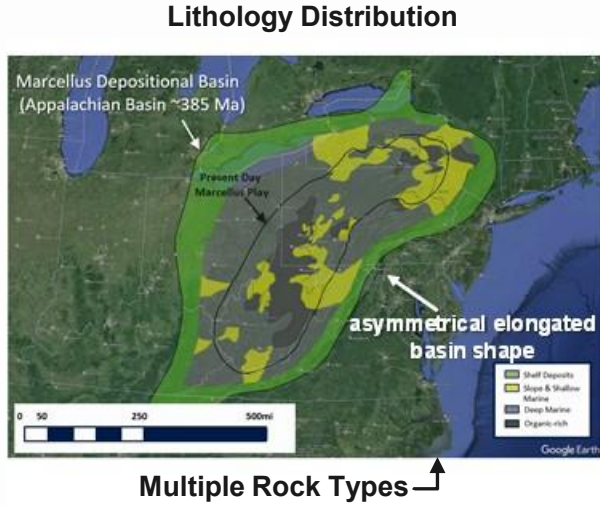 Lithology Distribution
Marcellus Depositional Basin
(Appalachian Basin ~385 Ma)
Present Day
Marcellus Play
asymmetrical elongated
basin shape
Shelf Deposits
Slope & Shallow
Marine
Deep Marine
Organic-rich
0 50 250 500mi
Google Earth
Multiple Rock Types